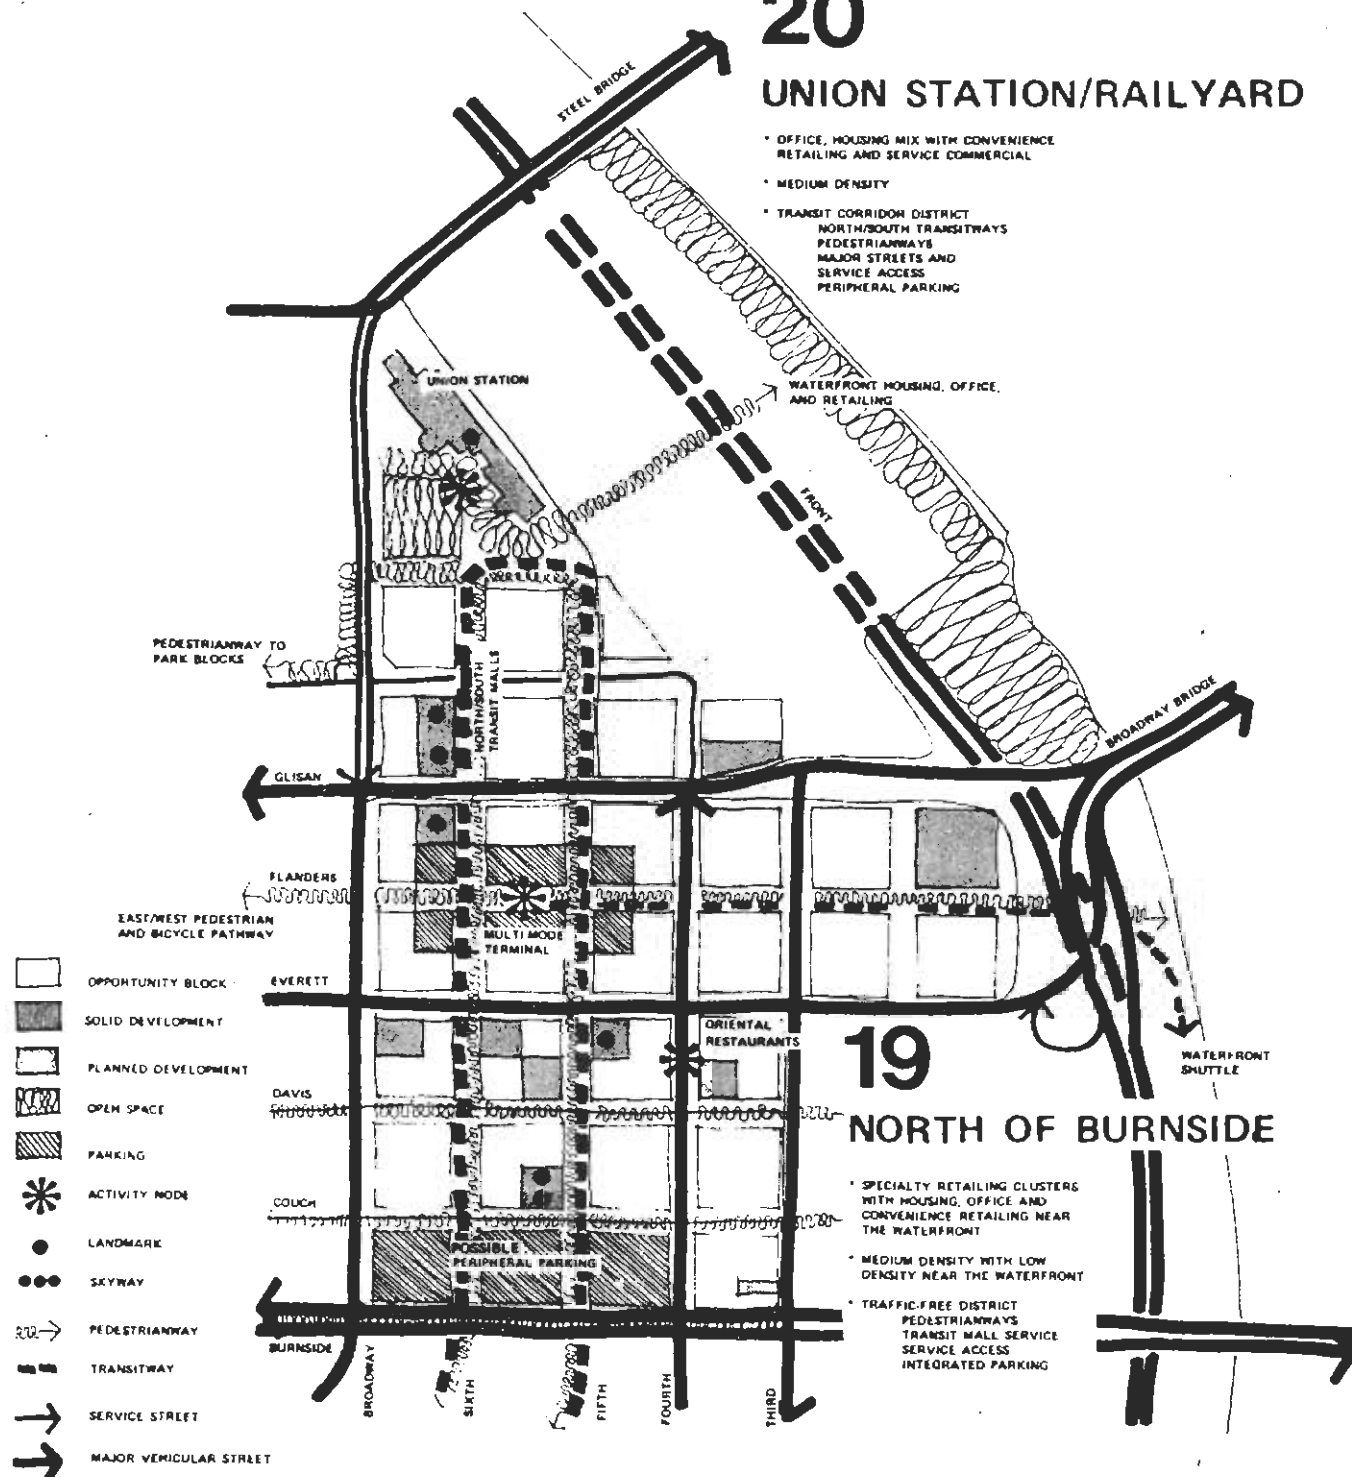 20
UNION STATION/RAILYARD
* OFFICE, HOUSING MIX WITH CONVENIENCE
RETAILING AND SERVICE COMMERCIAL
* MEDIUM DENSITY
* TRANSIT CORRIDOR DISTRICT
NORTH/SOUTH TRANSITWAYS
PEDESTRIANWAYS
MAJOR STREETS AND
SERVICE ACCESS
PERIPHERAL PARKING
STEEL BRIDGE
UNION STATION
WATERFRONT HOUSING, OFFICE,
AND RETAILING
FRONT
PEDESTRIANWAY TO
PARK BLOCKS
NORTH/SOUTH
TRANSIT MALLS
BROADWAY BRIDGE
GLISAN
FLANDERS
EAST/WEST PEDESTRIAN
AND BICYCLE PATHWAY
MULTI MODE
TERMINAL
EVERETT
ORIENTAL
RESTAURANTS
WATERFRONT
SHUTTLE
DAVIS
COUCH
POSSIBLE
PERIPHERAL PARKING
BURNSIDE
BROADWAY
SIXTH
FIFTH
FOURTH
THIRD
19
NORTH OF BURNSIDE
* SPECIALTY RETAILING CLUSTERS
WITH HOUSING, OFFICE AND
CONVENIENCE RETAILING NEAR
THE WATERFRONT
* MEDIUM DENSITY WITH LOW
DENSITY NEAR THE WATERFRONT
* TRAFFIC-FREE DISTRICT
PEDESTRIANWAYS
TRANSIT MALL SERVICE
SERVICE ACCESS
INTEGRATED PARKING
OPPORTUNITY BLOCK
SOLID DEVELOPMENT
PLANNED DEVELOPMENT
OPEN SPACE
PARKING
ACTIVITY NODE
LANDMARK
SKYWAY
PEDESTRIANWAY
TRANSITWAY
SERVICE STREET
MAJOR VEHICULAR STREET